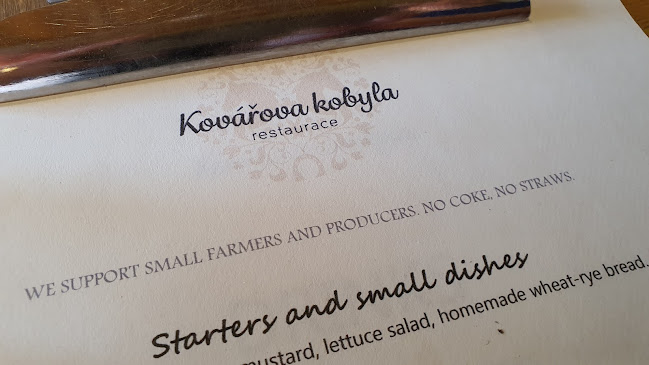 Kovářova kobyla
restaurace
WE SUPPORT SMALL FARMERS AND PRODUCERS. NO COKE, NO STRAWS.
Starters and small dishes
mustard, lettuce salad, homemade wheat-rye bread.